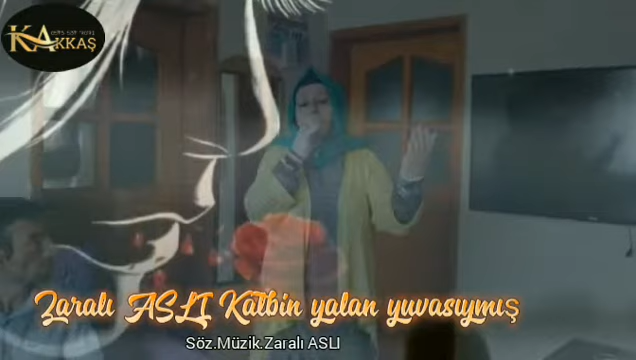 KAKKAŞ
Zaralı ASLI Kalbin yalan yuvasıymış
Söz.Müzik.Zaralı ASLI